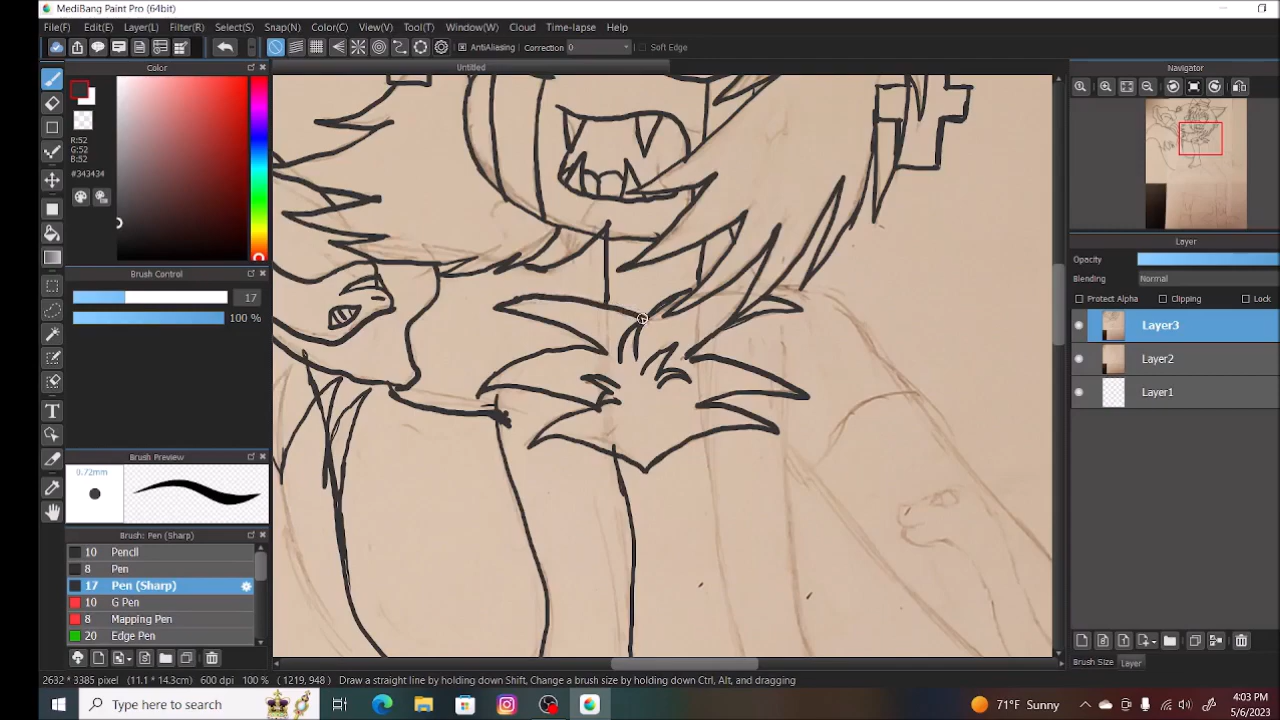 MediBang Paint Pro (64bit)
File(F) Edit(E) Layer(L) Filter(R) Select(S) Snap(N) Color(C) View(V) Tool(T) Window(W) Cloud Time-lapse Help
AntiAliasing Correction 0 Soft Edge
Color
Untitled
Navigator
R:52
G:52
B:52
#343434
Brush Control
17
100 %
Layer
Opacity
Blending Normal
Protect Alpha Clipping Lock
Layer3
Layer2
Layer1
Brush Preview
0.72mm
Brush: Pen (Sharp)
10 Pencil
8 Pen
17 Pen (Sharp)
10 G Pen
8 Mapping Pen
20 Edge Pen
Brush Size Layer
2632 * 3385 pixel (11.1 * 14.3cm) 600 dpi 100 % (1219, 948) Draw a straight line by holding down Shift, Change a brush size by holding down Ctrl, Alt, and dragging
Type here to search
71°F Sunny
4:03 PM
5/6/2023